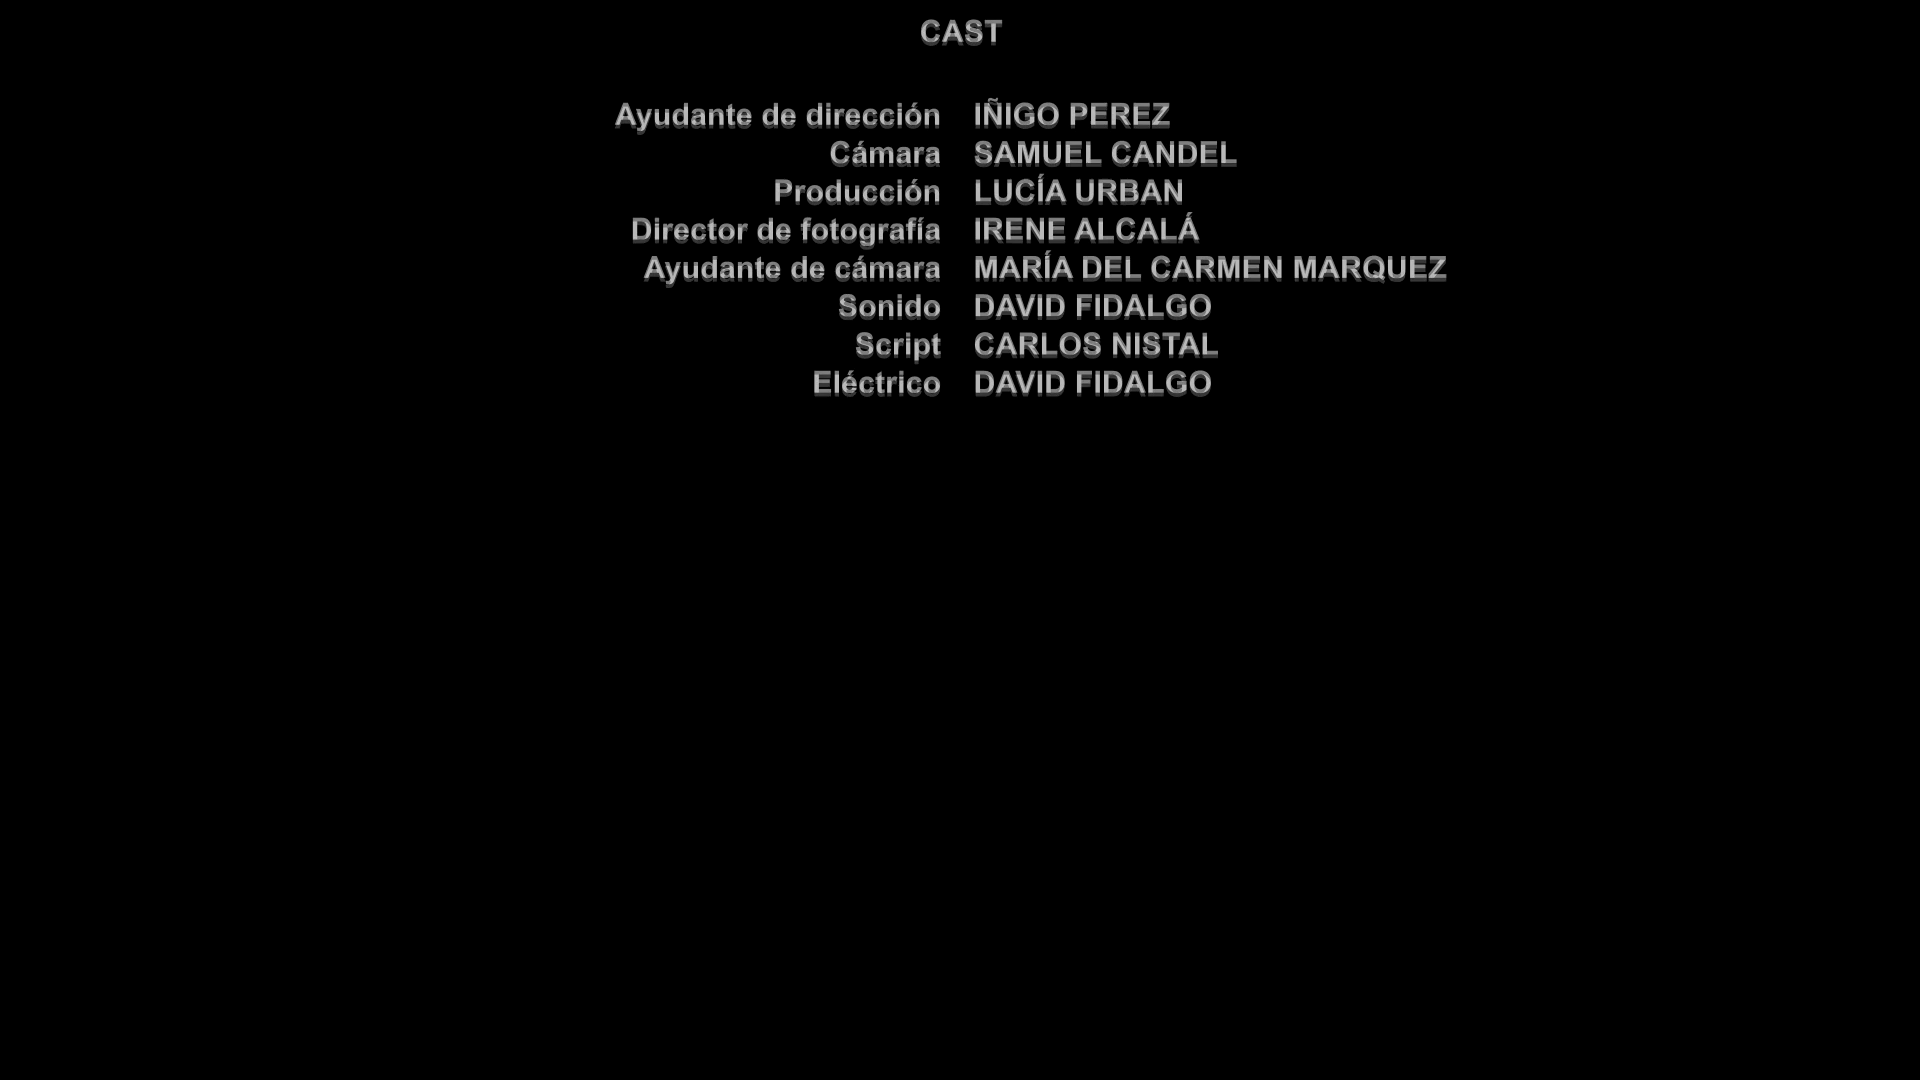 CAST
Ayudante de dirección IÑIGO PEREZ
Cámara SAMUEL CANDEL
Producción LUCÍA URBAN
Director de fotografía IRENE ALCALÁ
Ayudante de cámara MARÍA DEL CARMEN MARQUEZ
Sonido DAVID FIDALGO
Script CARLOS NISTAL
Eléctrico DAVID FIDALGO